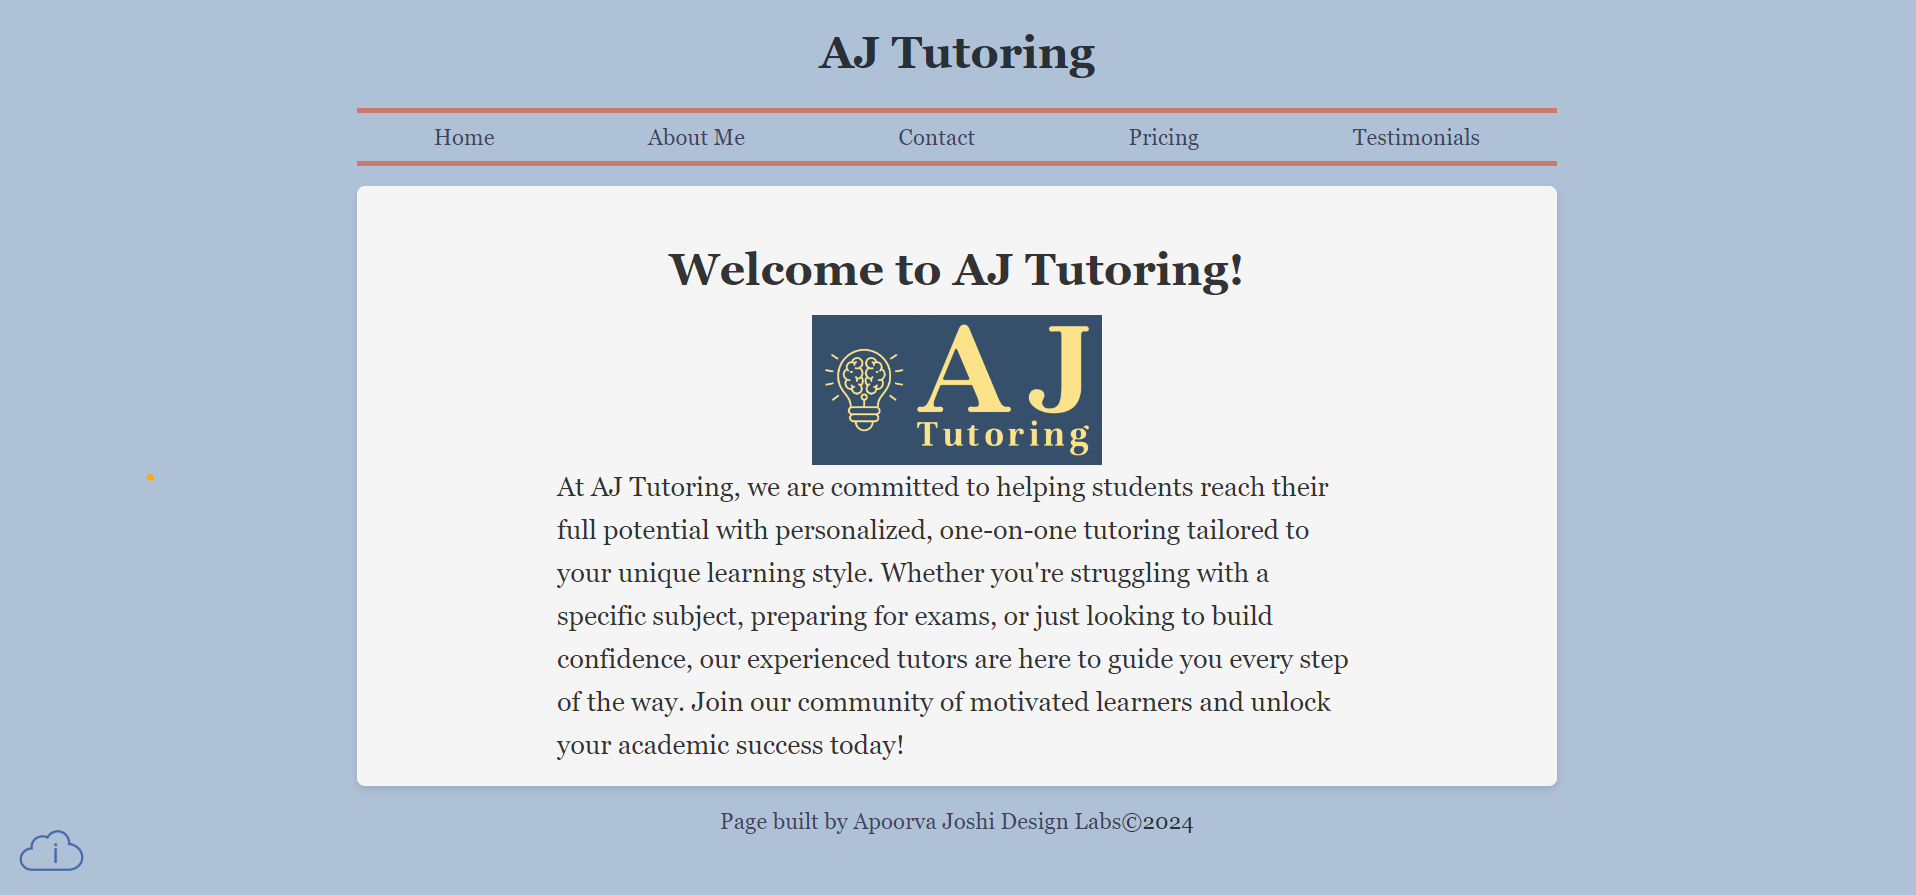 AJ Tutoring
Home About Me Contact Pricing Testimonials
Welcome to AJ Tutoring!
AJ
Tutoring
At AJ Tutoring, we are committed to helping students reach their
full potential with personalized, one-on-one tutoring tailored to
your unique learning style. Whether you're struggling with a
specific subject, preparing for exams, or just looking to build
confidence, our experienced tutors are here to guide you every step
of the way. Join our community of motivated learners and unlock
your academic success today!
Page built by Apoorva Joshi Design Labs©2024
i